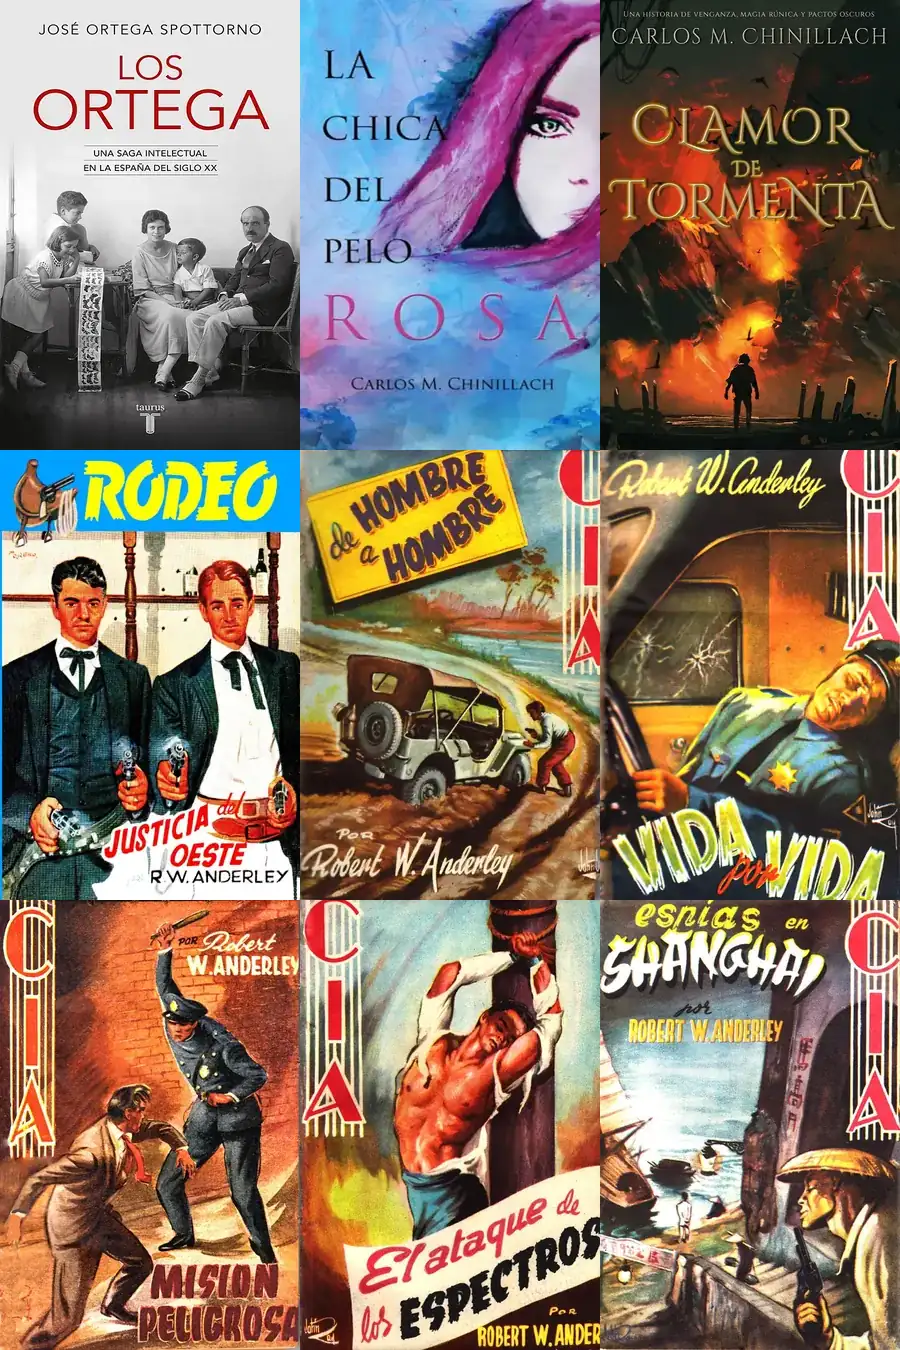 JOSÉ ORTEGA SPOTTORNO
LOS
ORTEGA
UNA SAGA INTELECTUAL
EN LA ESPAÑA DEL SIGLO XX
taurus
LA
CHICA
DEL
PELO
ROSA
CARLOS M. CHINILLACH
UNA HISTORIA DE VENGANZA, MAGIA RÚNICA Y PACTOS OSCUROS
CARLOS M. CHINILLACH
CLAMOR
DE
TORMENTA
RODEO
JUSTICIA del
OESTE
R.W. ANDERLEY
de HOMBRE
a HOMBRE
CIA
POR
Robert W. Anderley
Robert W. Anderley
CIA
John
VIDA
por VIDA
CIA
POR Robert
W. ANDERLEY
MISION
PELIGROSA
CIA
El ataque de
los ESPECTROS
POR
ROBERT W. ANDER
espias en
SHANGHAI
por
ROBERT W. ANDERLEY
CIA